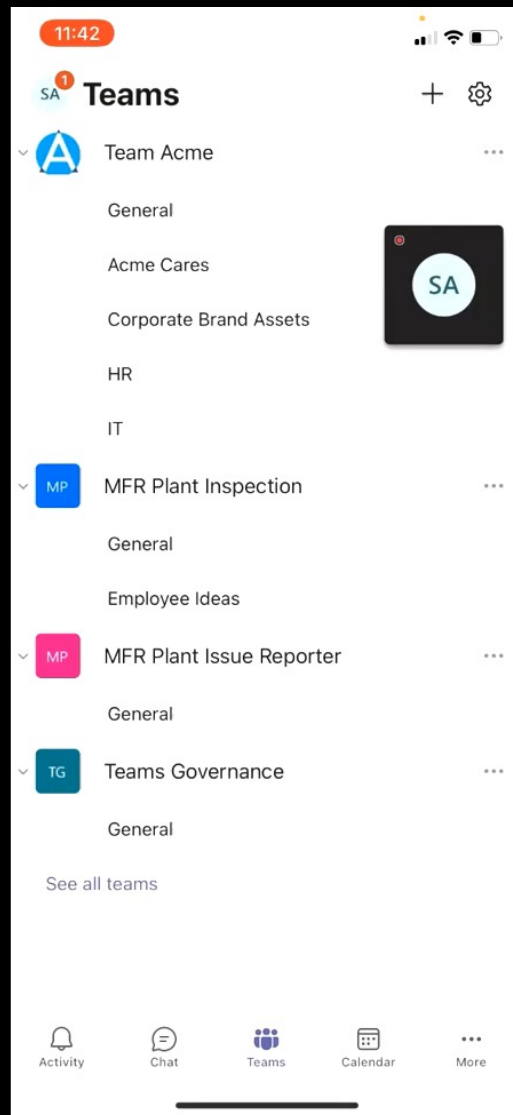 11:42
SA 1 Teams
A Team Acme
General
Acme Cares
SA
Corporate Brand Assets
HR
IT
MP MFR Plant Inspection
General
Employee Ideas
MP MFR Plant Issue Reporter
General
TG Teams Governance
General
See all teams
Activity Chat Teams Calendar More